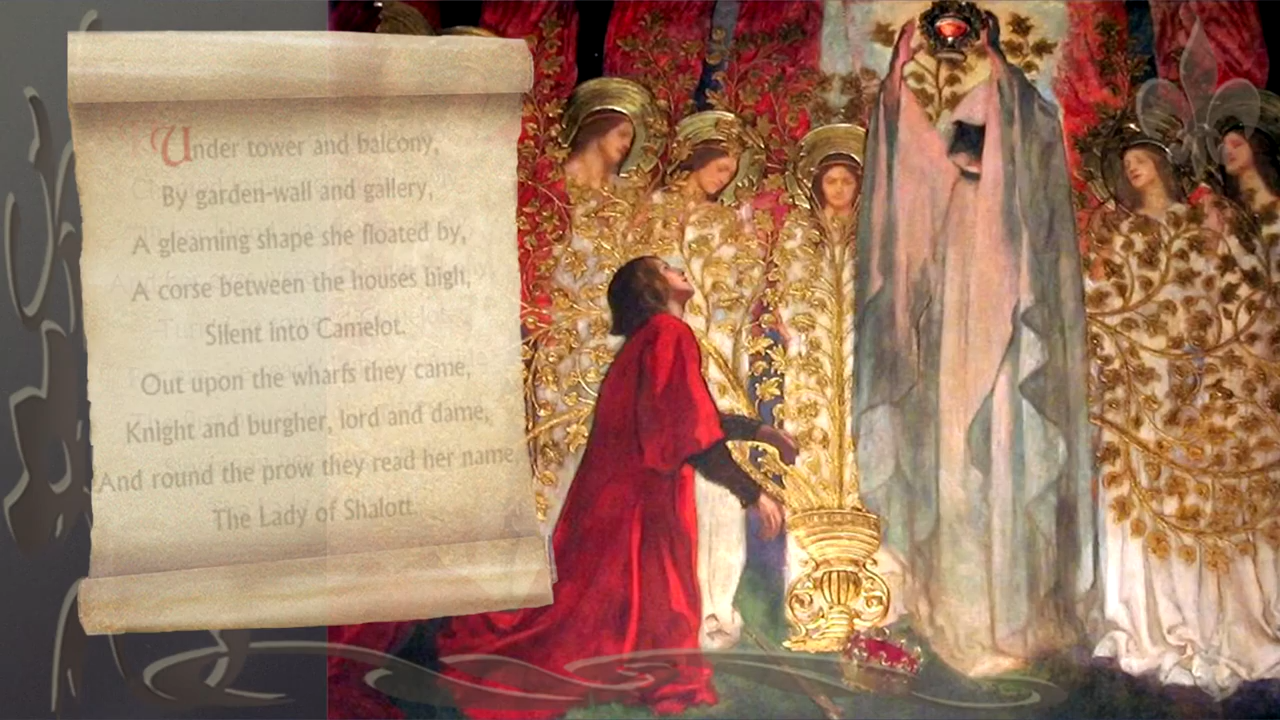 Under tower and balcony,
By garden-wall and gallery,
A gleaming shape she floated by,
A corse between the houses high,
Silent into Camelot.
Out upon the wharfs they came,
Knight and burgher, lord and dame,
And round the prow they read her name,
The Lady of Shalott.